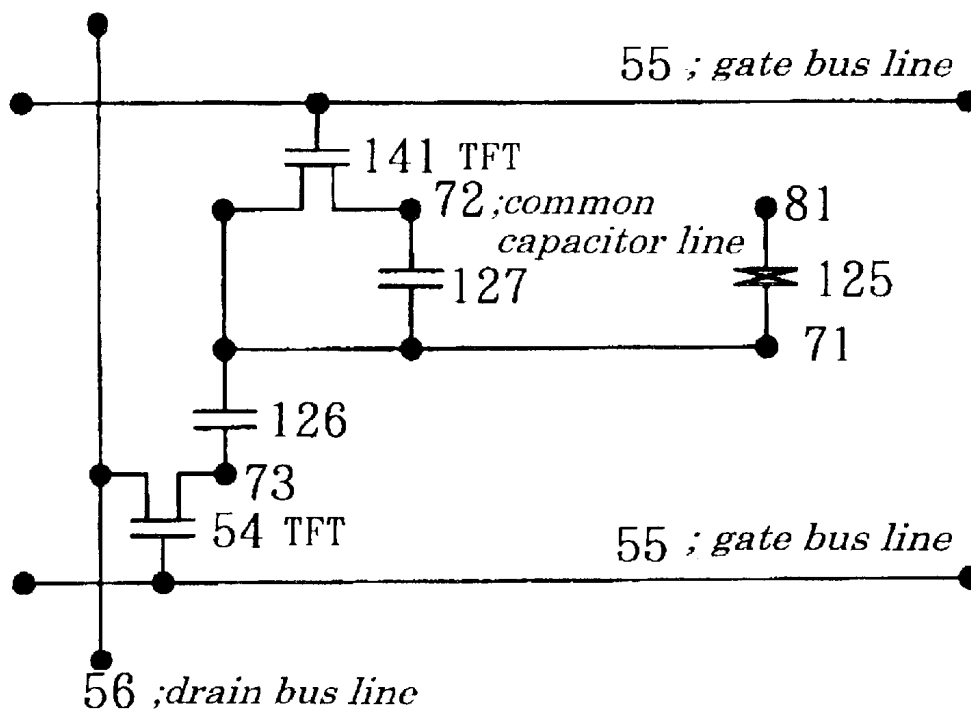 55 ; gate bus line
141 TFT
72 ;common
capacitor line
81
127
125
71
126
73
54 TFT
55 ; gate bus line
56 ;drain bus line